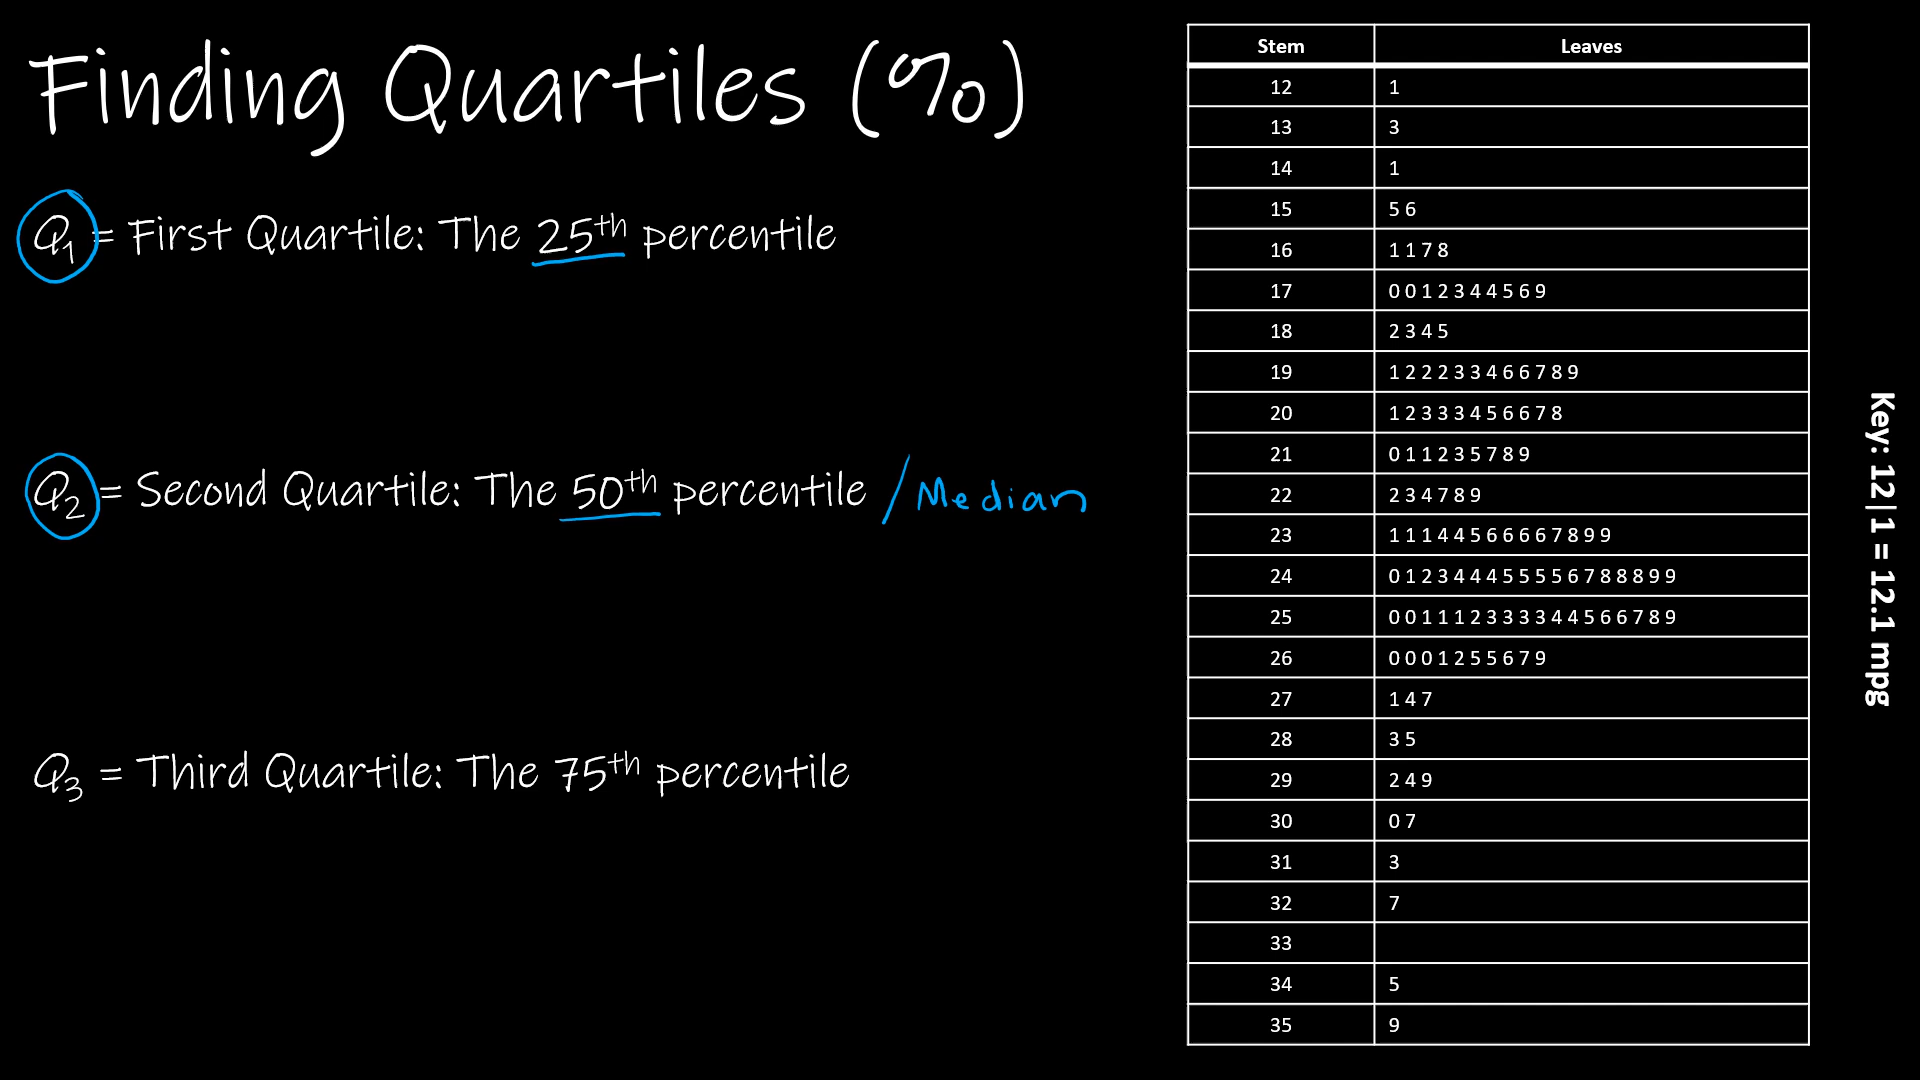 Finding Quartiles (%)
Q₁ = First Quartile: The 25th percentile
Q₂ = Second Quartile: The 50th percentile / Median
Q₃ = Third Quartile: The 75th percentile
Stem Leaves
12 1
13 3
14 1
15 5 6
16 1 1 7 8
17 0 0 1 2 3 4 4 5 6 9
18 2 3 4 5
19 1 2 2 2 3 3 4 6 6 7 8 9
20 1 2 3 3 3 4 5 6 6 7 8
21 0 1 1 2 3 5 7 8 9
22 2 3 4 7 8 9
23 1 1 1 4 4 5 6 6 6 6 7 8 9 9
24 0 1 2 3 4 4 4 5 5 5 5 6 7 8 8 8 9 9
25 0 0 1 1 1 2 3 3 3 3 4 4 5 6 6 7 8 9
26 0 0 0 1 2 5 5 6 7 9
27 1 4 7
28 3 5
29 2 4 9
30 0 7
31 3
32 7
33
34 5
35 9
Key: 12|1 = 12.1 mpg